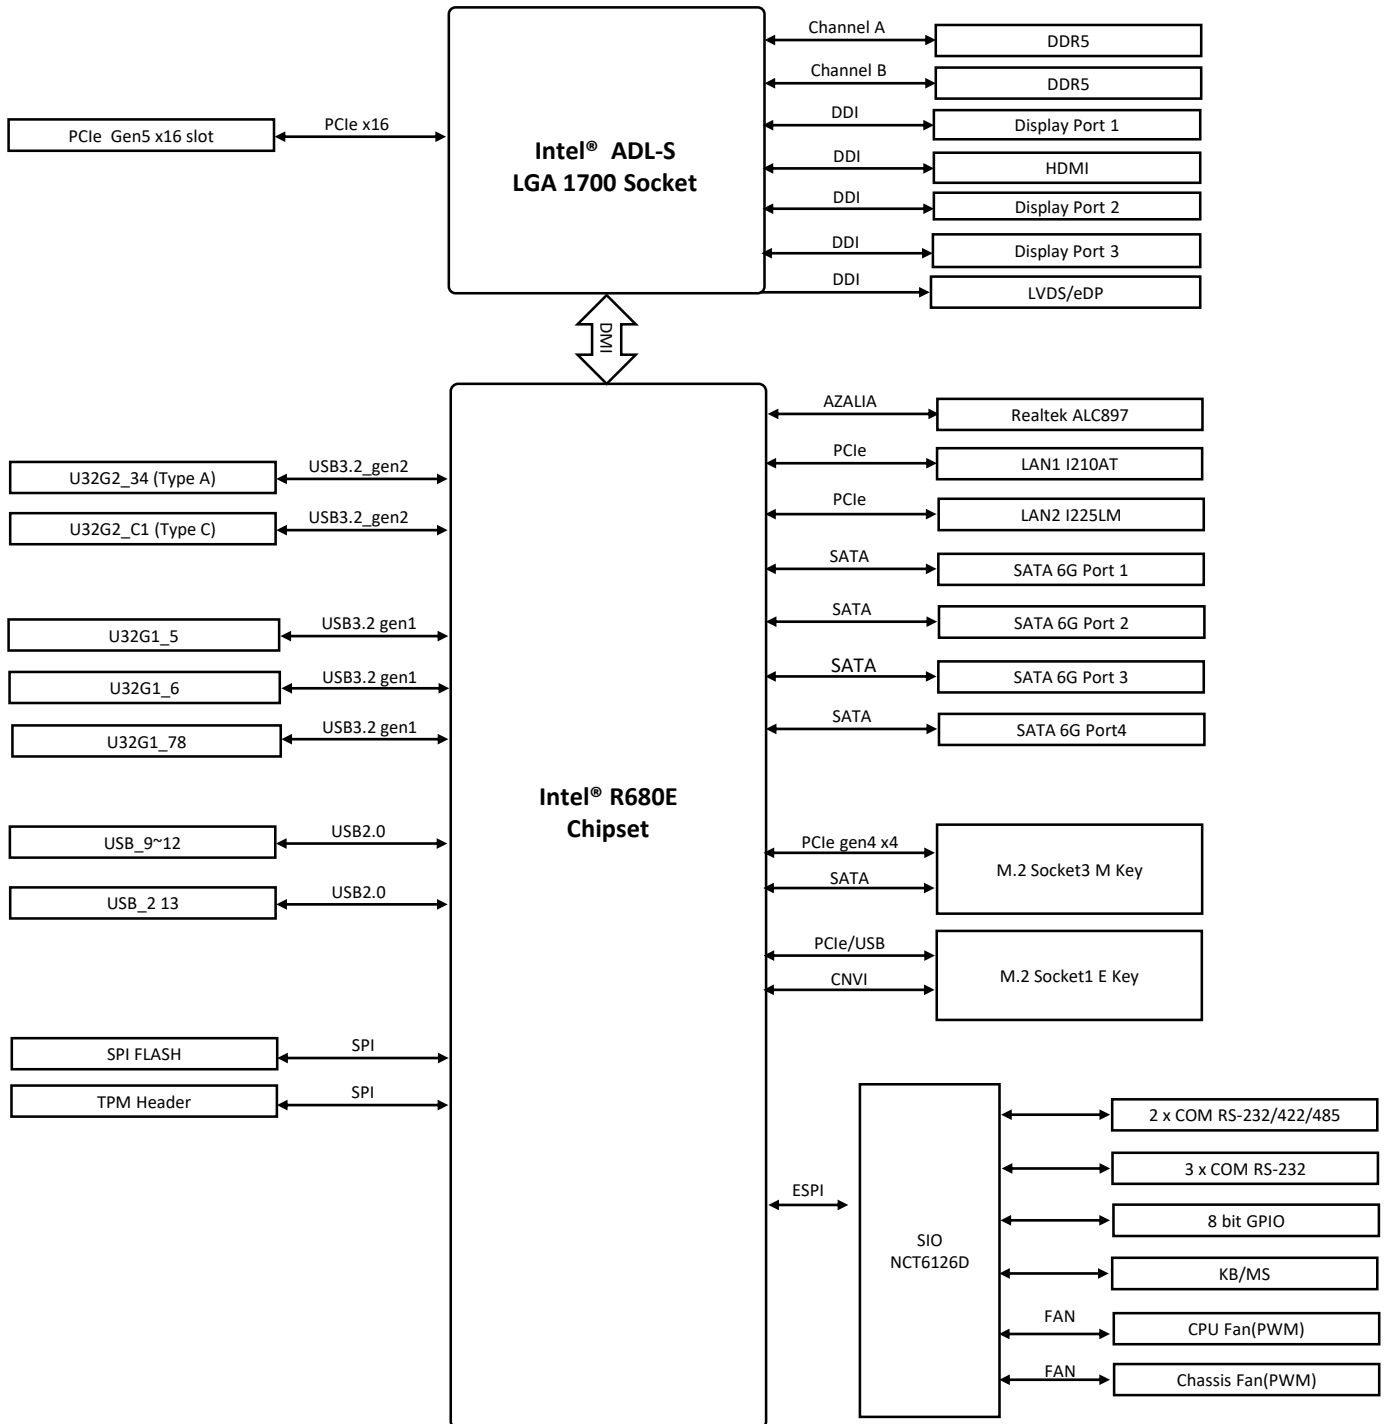 Channel A
DDR5
Channel B
DDR5
PCIe  Gen5 x16 slot
PCIe x16
Intel® ADL-S
LGA 1700 Socket
DDI
Display Port 1
DDI
HDMI
DDI
Display Port 2
DDI
Display Port 3
DDI
LVDS/eDP
DMI
AZALIA
Realtek ALC897
PCIe
LAN1 I210AT
PCIe
LAN2 I225LM
SATA
SATA 6G Port 1
SATA
SATA 6G Port 2
SATA
SATA 6G Port 3
SATA
SATA 6G Port4
U32G2_34 (Type A)
USB3.2_gen2
U32G2_C1 (Type C)
USB3.2_gen2
U32G1_5
USB3.2 gen1
U32G1_6
USB3.2 gen1
U32G1_78
USB3.2 gen1
Intel® R680E
Chipset
USB_9~12
USB2.0
USB_2 13
USB2.0
PCIe gen4 x4
SATA
M.2 Socket3 M Key
PCIe/USB
CNVI
M.2 Socket1 E Key
SPI FLASH
SPI
TPM Header
SPI
ESPI
SIO
NCT6126D
2 x COM RS-232/422/485
3 x COM RS-232
8 bit GPIO
KB/MS
FAN
CPU Fan(PWM)
FAN
Chassis Fan(PWM)